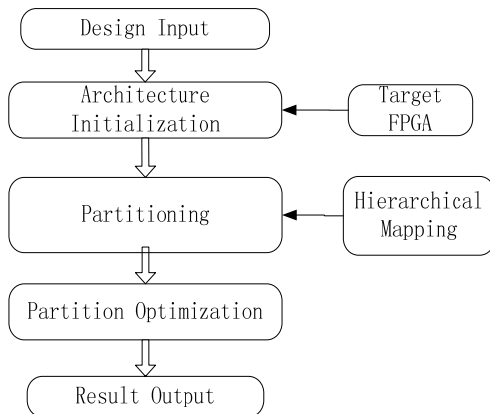 Design Input
Architecture
Initialization
Target
FPGA
Partitioning
Hierarchical
Mapping
Partition Optimization
Result Output